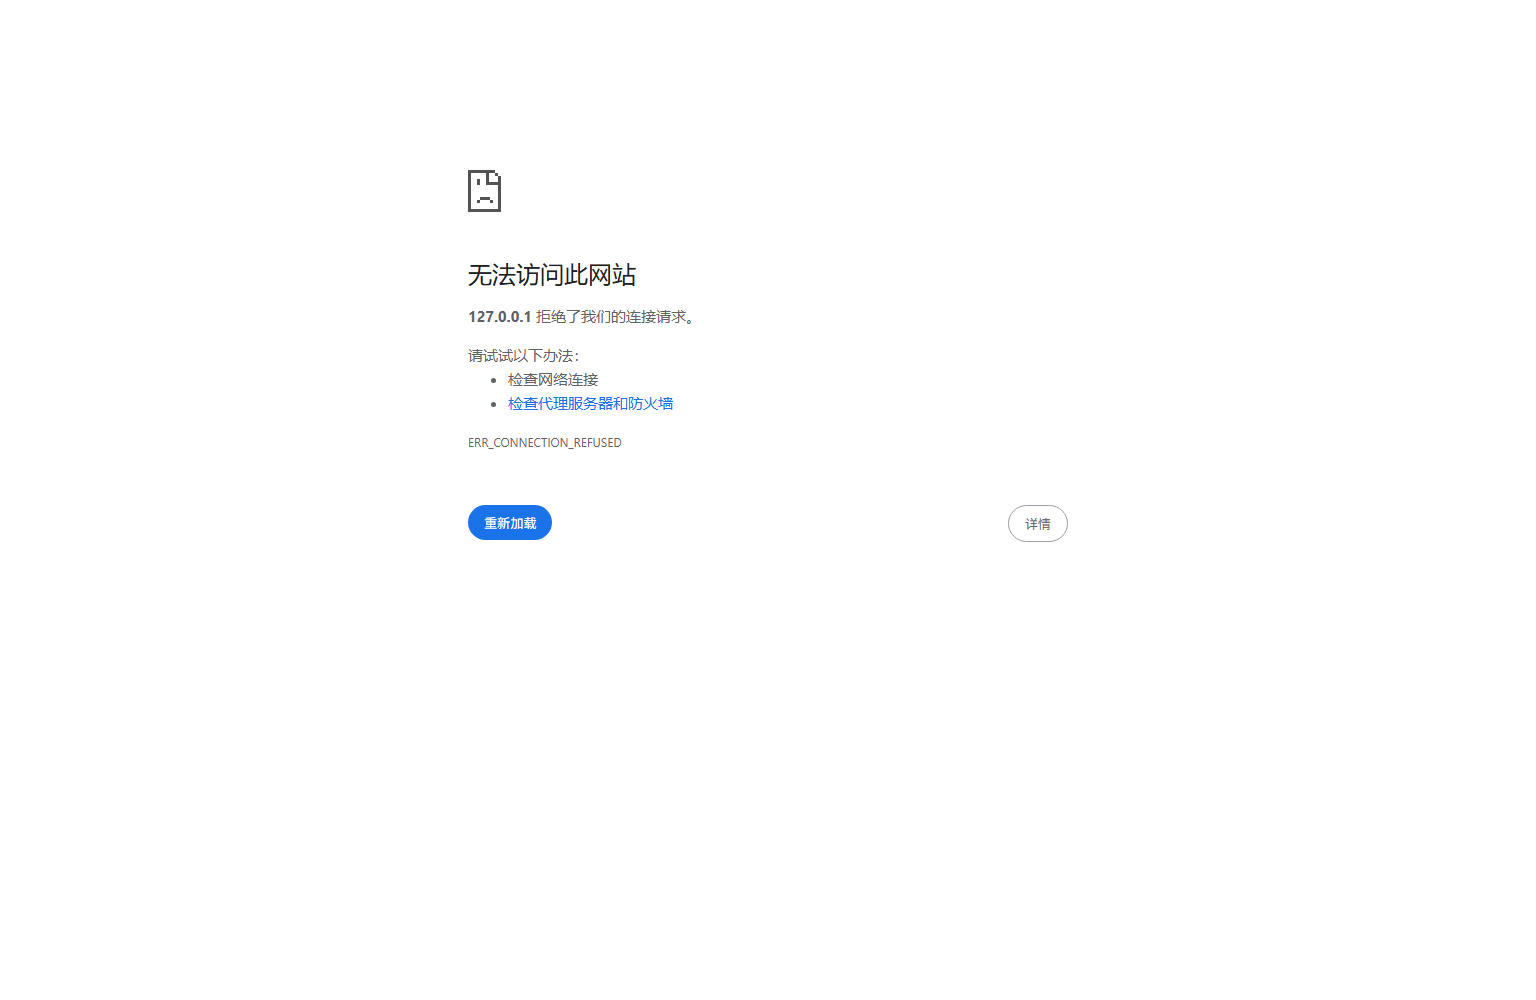 无法访问此网站
127.0.0.1 拒绝了我们的连接请求。
请试试以下办法：
检查网络连接
检查代理服务器和防火墙
ERR_CONNECTION_REFUSED
重新加载
详情